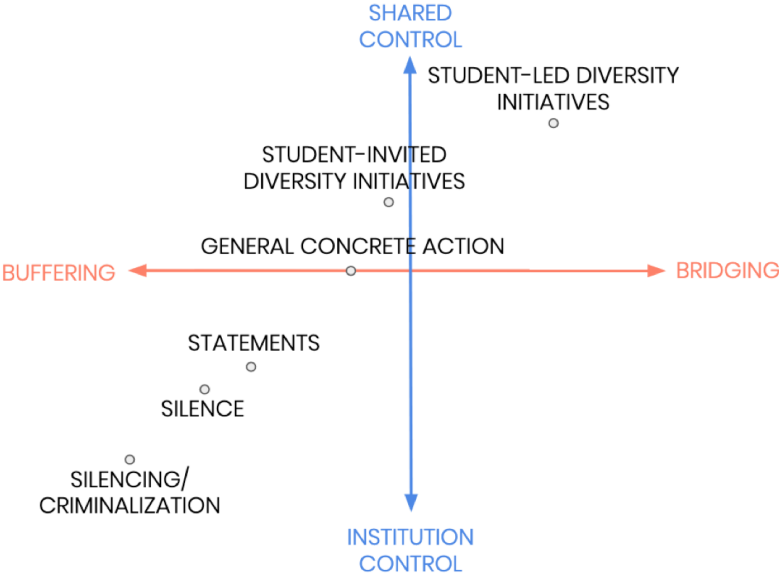 SHARED
CONTROL
STUDENT-LED DIVERSITY
INITIATIVES
STUDENT-INVITED
DIVERSITY INITIATIVES
GENERAL CONCRETE ACTION
BUFFERING
BRIDGING
STATEMENTS
SILENCE
SILENCING/
CRIMINALIZATION
INSTITUTION
CONTROL